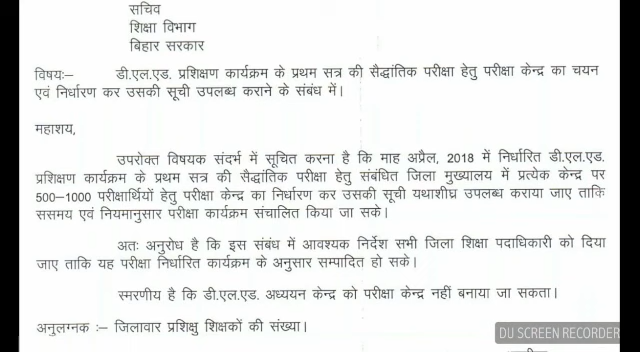 सचिव
शिक्षा विभाग
बिहार सरकार
विषयः– डी.एल.एड. प्रशिक्षण कार्यक्रम के प्रथम सत्र की सैद्धांतिक परीक्षा हेतु परीक्षा केन्द्र का चयन
एवं निर्धारण कर उसकी सूची उपलब्ध कराने के संबंध में।
महाशय,
उपरोक्त विषयक संदर्भ में सूचित करना है कि माह अप्रैल, 2018 में निर्धारित डी.एल.एड.
प्रशिक्षण कार्यक्रम के प्रथम सत्र की सैद्धांतिक परीक्षा हेतु संबंधित जिला मुख्यालय में प्रत्येक केन्द्र पर
500–1000 परीक्षार्थियों हेतु परीक्षा केन्द्र का निर्धारण कर उसकी सूची यथाशीघ्र उपलब्ध कराया जाए ताकि
ससमय एवं नियमानुसार परीक्षा कार्यक्रम संचालित किया जा सके।
अतः अनुरोध है कि इस संबंध में आवश्यक निर्देश सभी जिला शिक्षा पदाधिकारी को दिया
जाए ताकि यह परीक्षा निर्धारित कार्यक्रम के अनुसार सम्पादित हो सके।
स्मरणीय है कि डी.एल.एड. अध्ययन केन्द्र को परीक्षा केन्द्र नहीं बनाया जा सकता।
अनुलग्नक :– जिलावार प्रशिक्षु शिक्षकों की संख्या।
DU SCREEN RECORDER